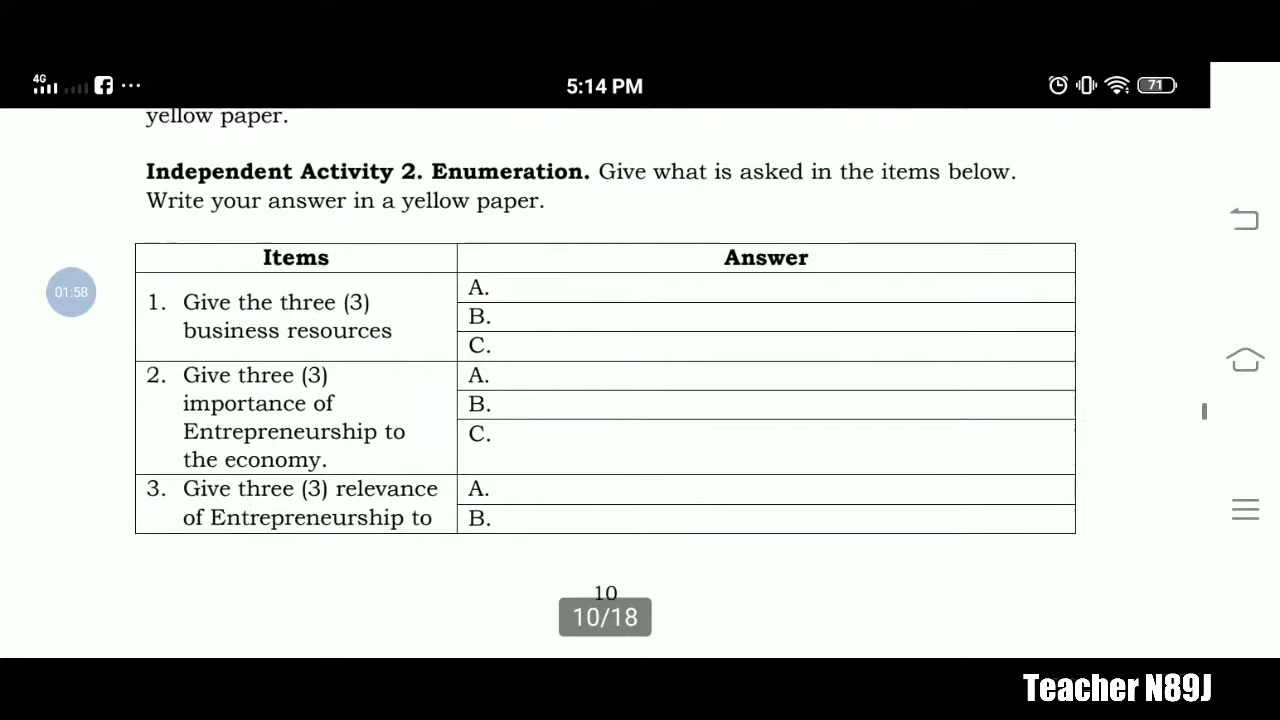 4G
5:14 PM
71
yellow paper.
Independent Activity 2. Enumeration. Give what is asked in the items below.
Write your answer in a yellow paper.
Items
Answer
01:58
1. Give the three (3)
business resources
A.
B.
C.
2. Give three (3)
importance of
Entrepreneurship to
the economy.
A.
B.
C.
3. Give three (3) relevance
of Entrepreneurship to
A.
B.
10
10/18
Teacher N89J